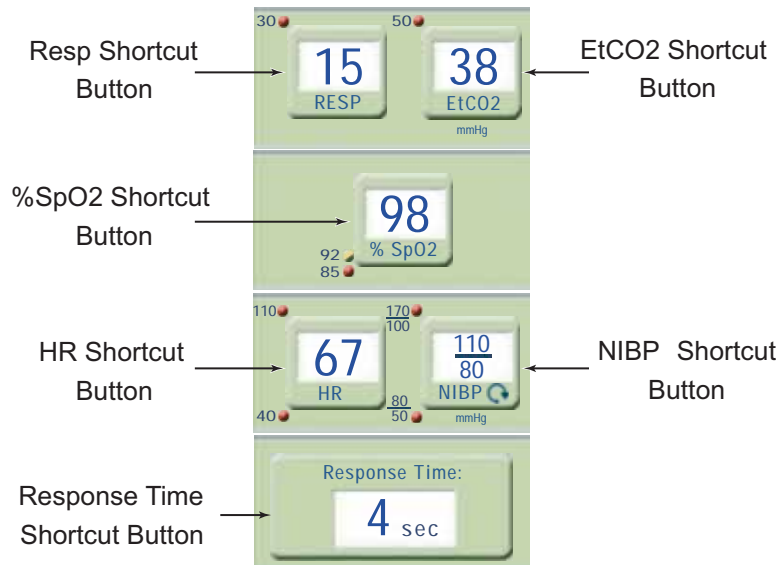 30
50
Resp Shortcut
Button
15
RESP
38
EtCO2
mmHg
EtCO2 Shortcut
Button
%SpO2 Shortcut
Button
98
% SpO2
92
85
110
170
100
HR Shortcut
Button
67
HR
110
80
NIBP
NIBP Shortcut
Button
40
80
50
mmHg
Response Time
Shortcut Button
Response Time:
4 sec